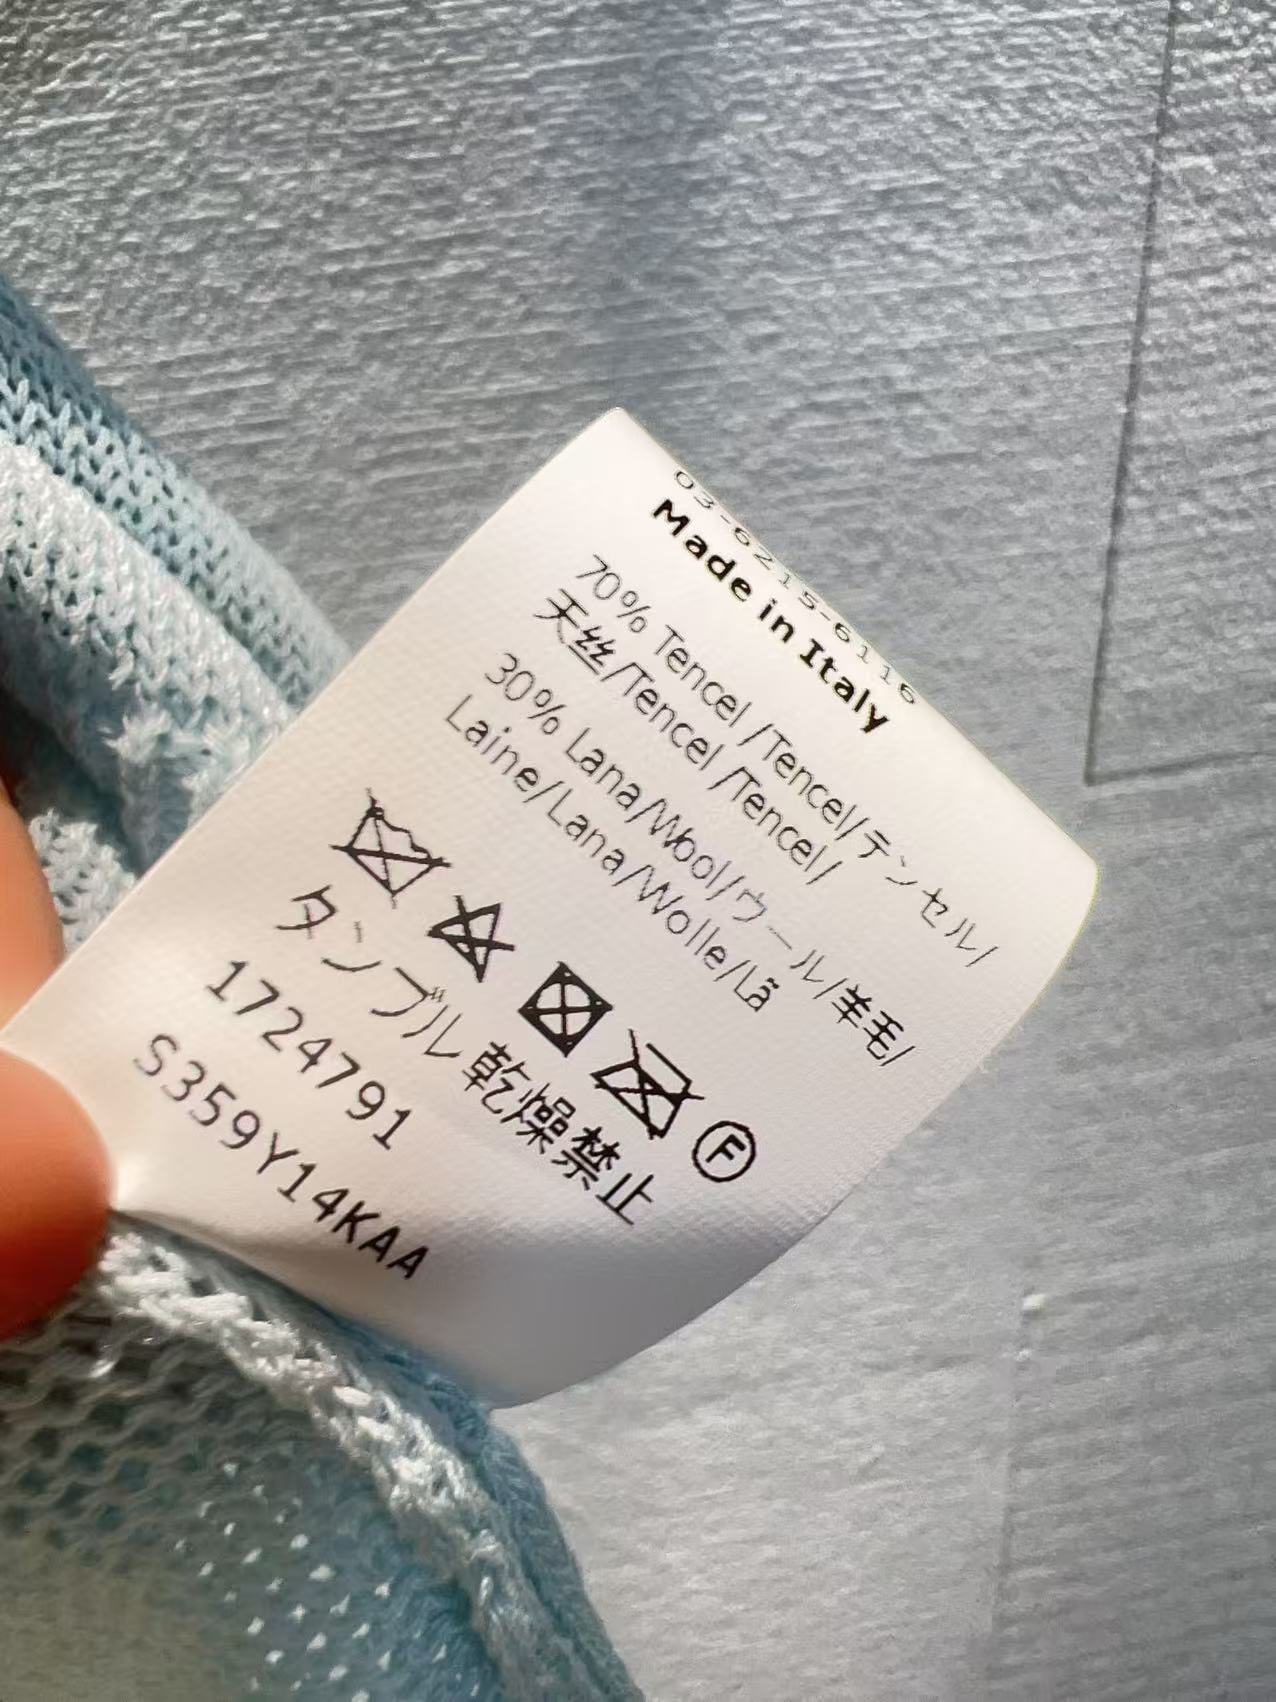 03-6215-6116
Made in Italy
70% Tencel /Tencel/テンセル/
天丝/Tencel /Tencel/
30% Lana/Wool/ウール/羊毛/
Laine/Lana/Wolle/Lã
F
タンブル乾燥禁止
1724791
S359Y14KAA